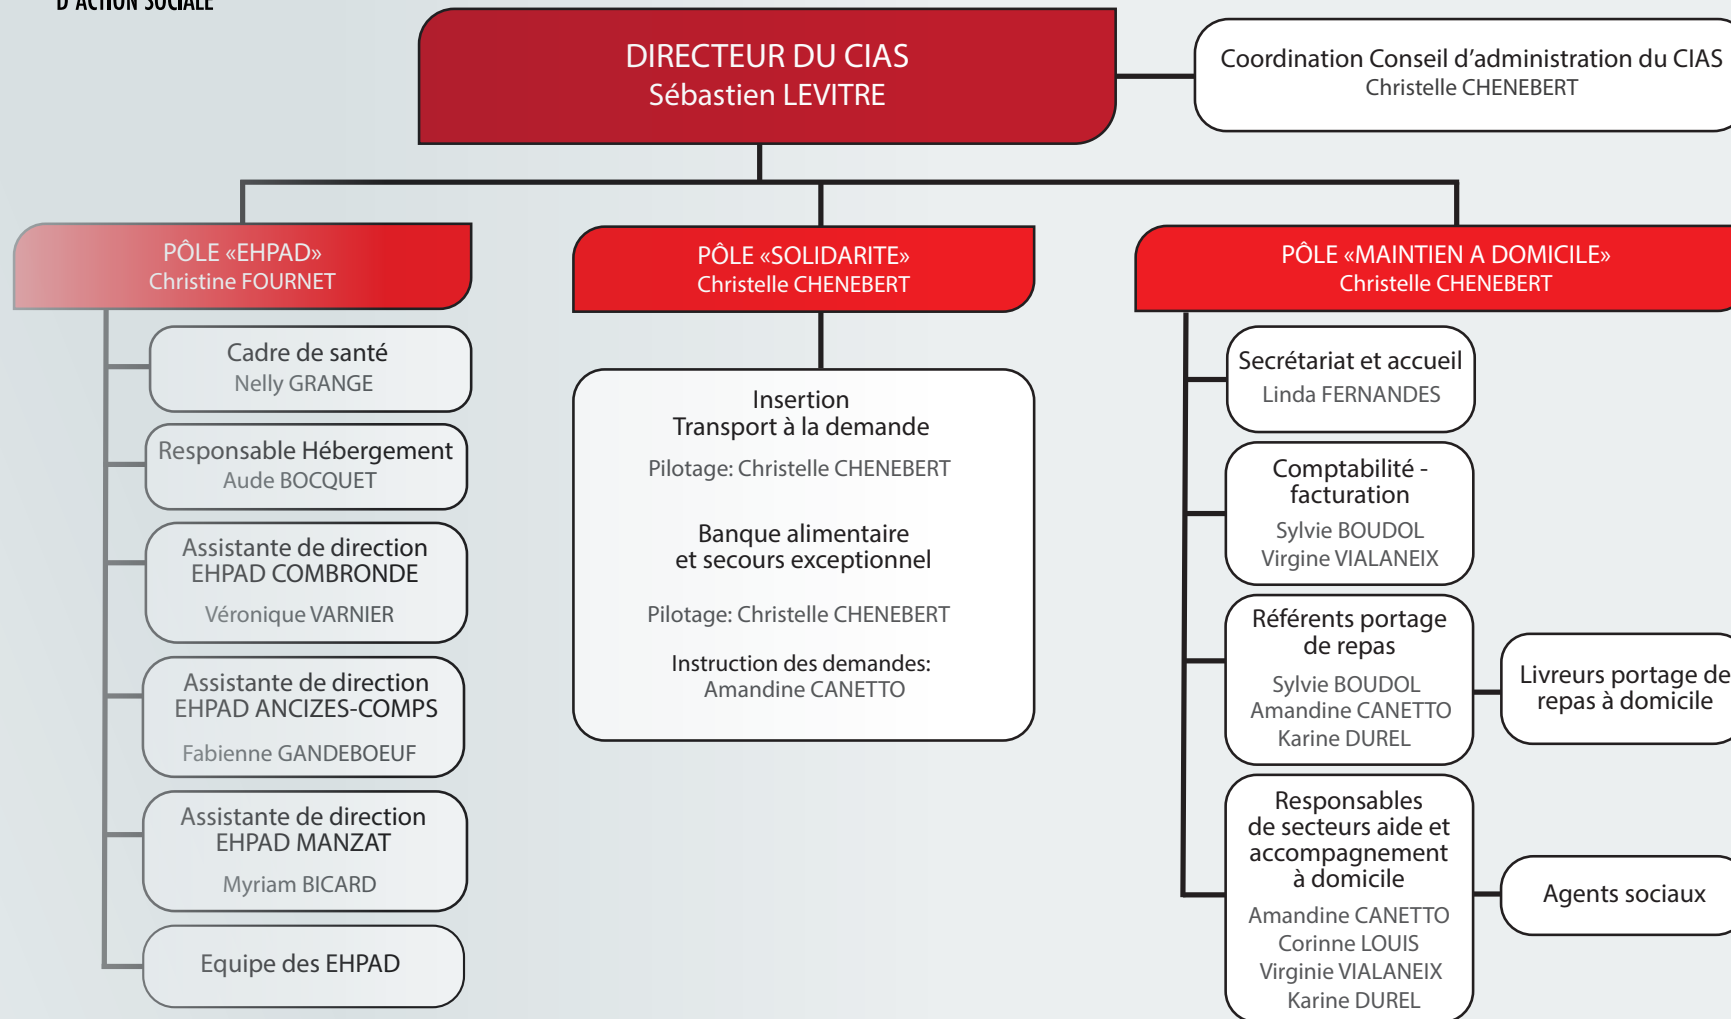 D'ACTION SOCIALE
DIRECTEUR DU CIAS
Sébastien LEVITRE
Coordination Conseil d'administration du CIAS
Christelle CHENEBERT
PÔLE «EHPAD»
Christine FOURNET
Cadre de santé
Nelly GRANGE
Responsable Hébergement
Aude BOCQUET
Assistante de direction
EHPAD COMBRONDE
Véronique VARNIER
Assistante de direction
EHPAD ANCIZES-COMPS
Fabienne GANDEBOEUF
Assistante de direction
EHPAD MANZAT
Myriam BICARD
Equipe des EHPAD
PÔLE «SOLIDARITE»
Christelle CHENEBERT
Insertion
Transport à la demande
Pilotage: Christelle CHENEBERT
Banque alimentaire
et secours exceptionnel
Pilotage: Christelle CHENEBERT
Instruction des demandes:
Amandine CANETTO
PÔLE «MAINTIEN A DOMICILE»
Christelle CHENEBERT
Secrétariat et accueil
Linda FERNANDES
Comptabilité -
facturation
Sylvie BOUDOL
Virgine VIALANEIX
Référents portage
de repas
Sylvie BOUDOL
Amandine CANETTO
Karine DUREL
Livreurs portage de
repas à domicile
Responsables
de secteurs aide et
accompagnement
à domicile
Amandine CANETTO
Corinne LOUIS
Virginie VIALANEIX
Karine DUREL
Agents sociaux